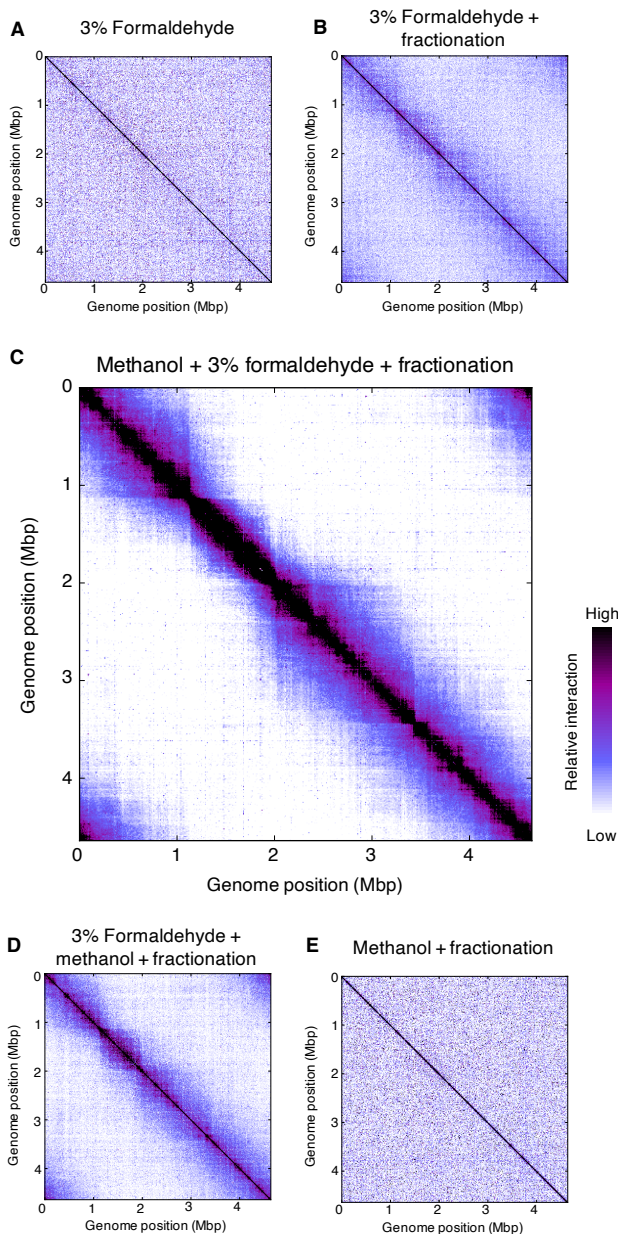 A
3% Formaldehyde
0
1
2
3
4
Genome position (Mbp)
0 1 2 3 4
Genome position (Mbp)
B
3% Formaldehyde +
fractionation
0
1
2
3
4
Genome position (Mbp)
0 1 2 3 4
Genome position (Mbp)
C
Methanol + 3% formaldehyde + fractionation
0
1
2
3
4
Genome position (Mbp)
0 1 2 3 4
Genome position (Mbp)
High
Relative interaction
Low
D
3% Formaldehyde +
methanol + fractionation
0
1
2
3
4
Genome position (Mbp)
0 1 2 3 4
Genome position (Mbp)
E
Methanol + fractionation
0
1
2
3
4
Genome position (Mbp)
0 1 2 3 4
Genome position (Mbp)